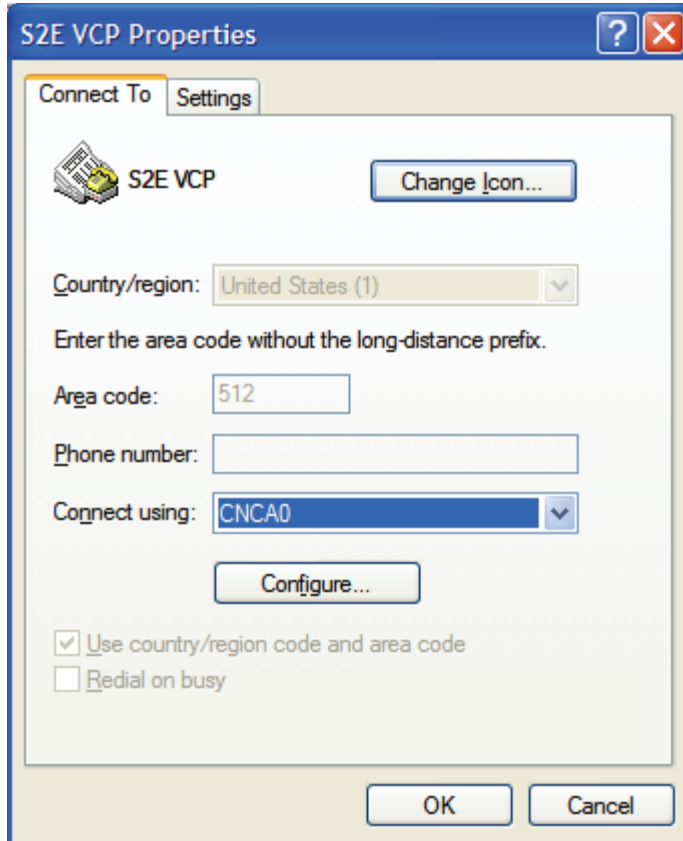 S2E VCP Properties
Connect To Settings
S2E VCP Change Icon...
Country/region: United States (1)
Enter the area code without the long-distance prefix.
Area code: 512
Phone number:
Connect using: CNCA0
Configure...
Use country/region code and area code
Redial on busy
OK Cancel